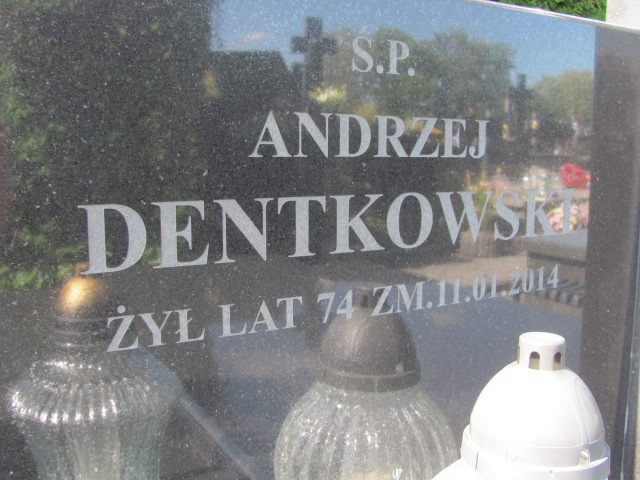 S.P.
ANDRZEJ
DENTKOWSKI
ŻYŁ LAT 74 ZM.11.01.2014